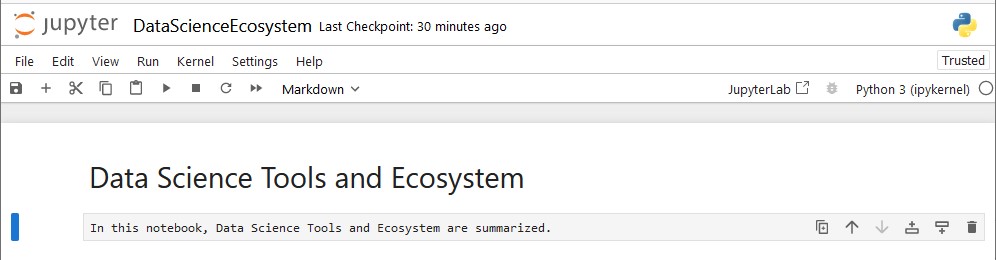 jupyter DataScienceEcosystem Last Checkpoint: 30 minutes ago
File Edit View Run Kernel Settings Help Trusted
Markdown JupyterLab Python 3 (ipykernel)
Data Science Tools and Ecosystem
In this notebook, Data Science Tools and Ecosystem are summarized.